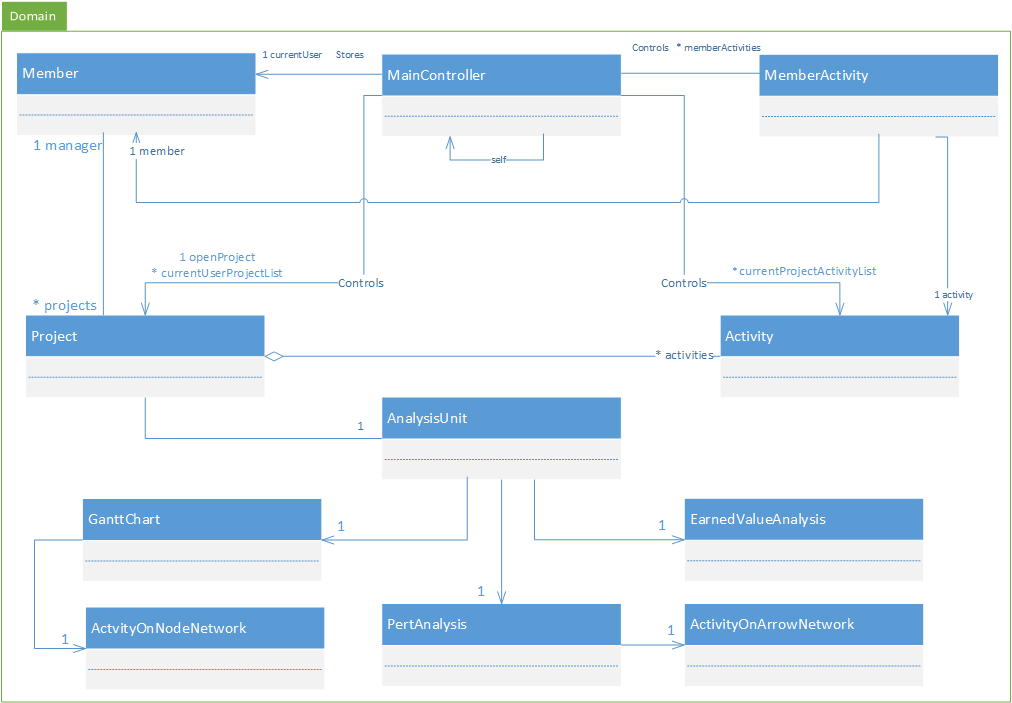 Domain
1 currentUser Stores
Controls * memberActivities
Member
MainController
MemberActivity
1 manager
1 member
self
1 openProject
* currentUserProjectList
Controls
Controls
* currentProjectActivityList
1 activity
* projects
Project
* activities
Activity
1
AnalysisUnit
GanttChart
1
1
EarnedValueAnalysis
1
1
ActvityOnNodeNetwork
PertAnalysis
1
ActivityOnArrowNetwork